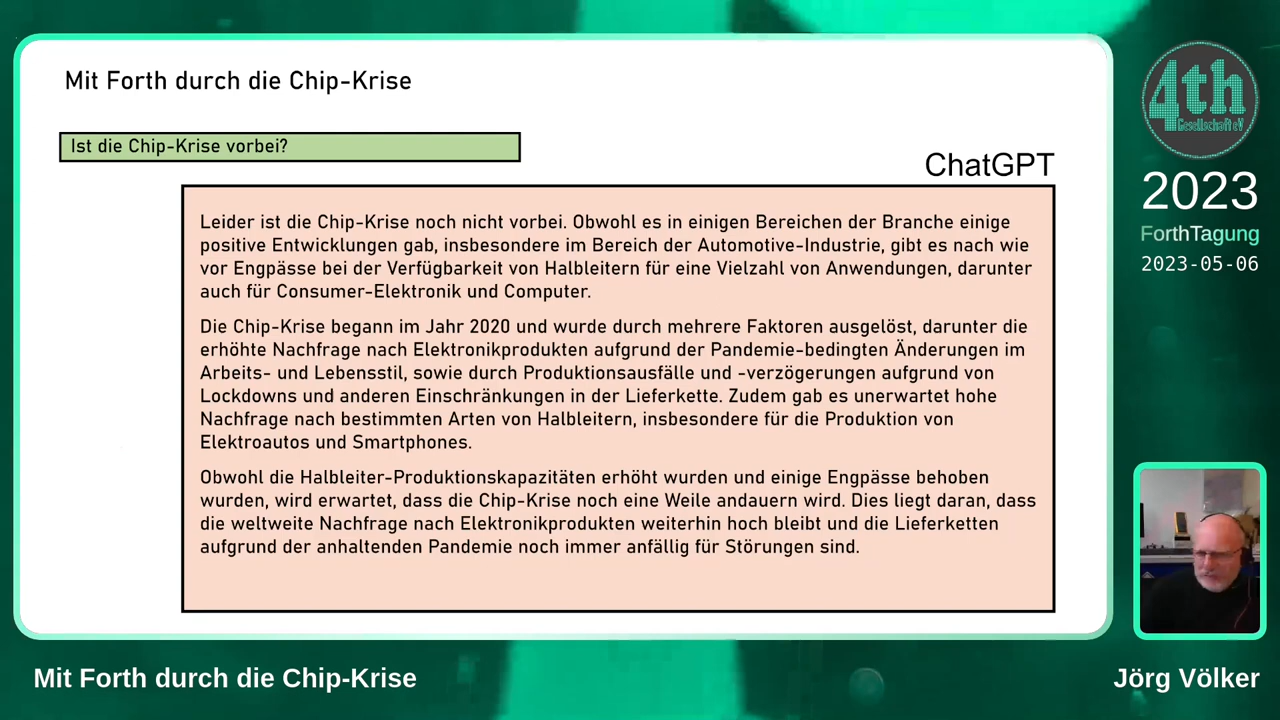 Mit Forth durch die Chip-Krise
Ist die Chip-Krise vorbei?
ChatGPT
Leider ist die Chip-Krise noch nicht vorbei. Obwohl es in einigen Bereichen der Branche einige
positive Entwicklungen gab, insbesondere im Bereich der Automotive-Industrie, gibt es nach wie
vor Engpässe bei der Verfügbarkeit von Halbleitern für eine Vielzahl von Anwendungen, darunter
auch für Consumer-Elektronik und Computer.
Die Chip-Krise begann im Jahr 2020 und wurde durch mehrere Faktoren ausgelöst, darunter die
erhöhte Nachfrage nach Elektronikprodukten aufgrund der Pandemie-bedingten Änderungen im
Arbeits- und Lebensstil, sowie durch Produktionsausfälle und -verzögerungen aufgrund von
Lockdowns und anderen Einschränkungen in der Lieferkette. Zudem gab es unerwartet hohe
Nachfrage nach bestimmten Arten von Halbleitern, insbesondere für die Produktion von
Elektroautos und Smartphones.
Obwohl die Halbleiter-Produktionskapazitäten erhöht wurden und einige Engpässe behoben
wurden, wird erwartet, dass die Chip-Krise noch eine Weile andauern wird. Dies liegt daran, dass
die weltweite Nachfrage nach Elektronikprodukten weiterhin hoch bleibt und die Lieferketten
aufgrund der anhaltenden Pandemie noch immer anfällig für Störungen sind.
4th
Gesellschaft eV
2023
ForthTagung
2023-05-06
Mit Forth durch die Chip-Krise
Jörg Völker